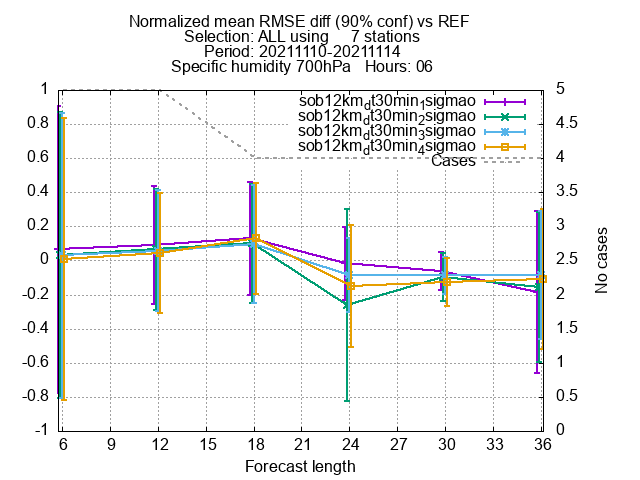 Normalized mean RMSE diff (90% conf) vs REF
Selection: ALL using 7 stations
Period: 20211110-20211114
Specific humidity 700hPa Hours: 06
sob12km_dt30min_1sigmao
sob12km_dt30min_2sigmao
sob12km_dt30min_3sigmao
sob12km_dt30min_4sigmao
Cases
1
0.8
0.6
0.4
0.2
0
-0.2
-0.4
-0.6
-0.8
-1
5
4.5
4
3.5
3
2.5
2
1.5
1
0.5
0
No cases
6 9 12 15 18 21 24 27 30 33 36
Forecast length